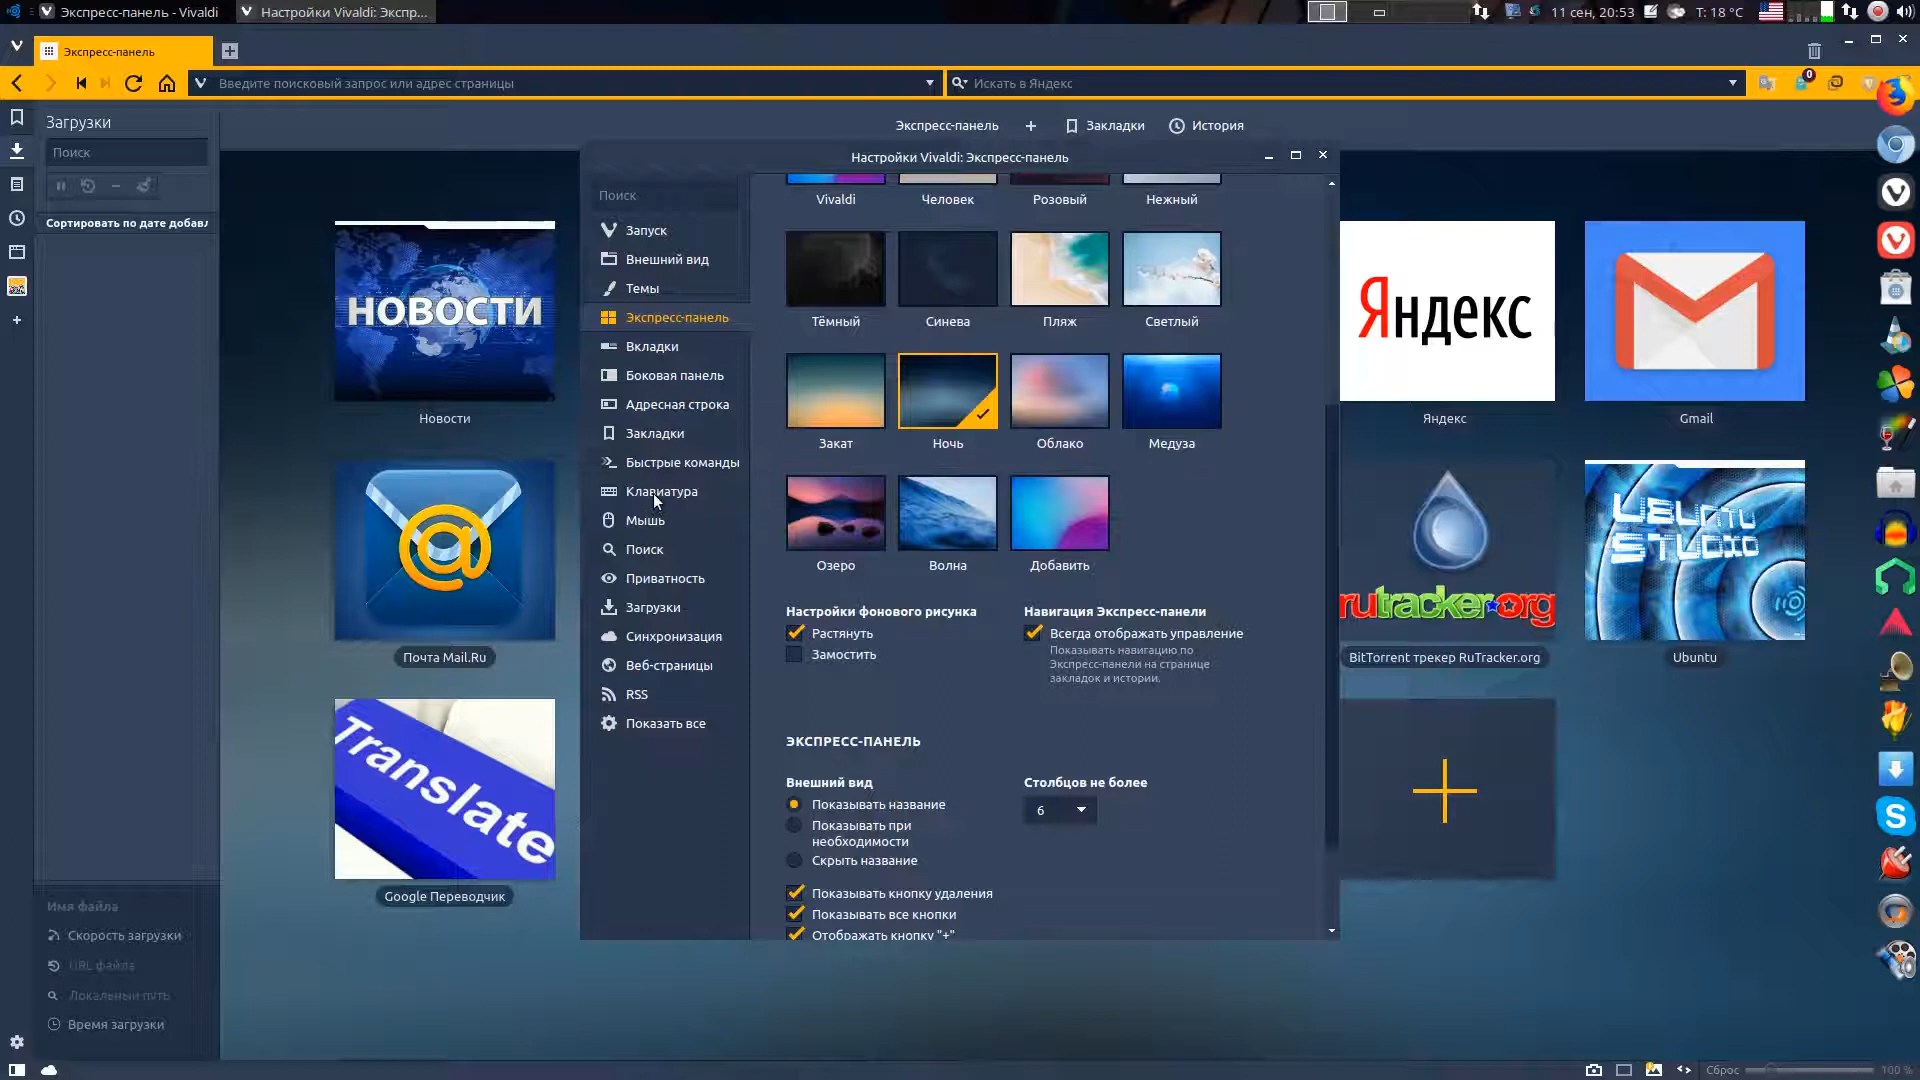 Экспресс-панель - Vivaldi
Настройки Vivaldi: Экспр...
11 сен, 20:53
T: 18 °C
Экспресс-панель
Введите поисковый запрос или адрес страницы
Искать в Яндекс
0
Загрузки
Поиск
Сортировать по дате добавл
Экспресс-панель
Закладки
История
Настройки Vivaldi: Экспресс-панель
Поиск
Запуск
Внешний вид
Темы
Экспресс-панель
Вкладки
Боковая панель
Адресная строка
Закладки
Быстрые команды
Клавиатура
Мышь
Поиск
Приватность
Загрузки
Синхронизация
Веб-страницы
RSS
Показать все
Vivaldi
Человек
Розовый
Нежный
Тёмный
Синева
Пляж
Светлый
Закат
Ночь
Облако
Медуза
Озеро
Волна
Добавить
Настройки фонового рисунка
Растянуть
Замостить
Навигация Экспресс-панели
Всегда отображать управление
Показывать навигацию по
Экспресс-панели на странице
закладок и истории.
ЭКСПРЕСС-ПАНЕЛЬ
Внешний вид
Показывать название
Показывать при
необходимости
Скрыть название
Столбцов не более
6
Показывать кнопку удаления
Показывать все кнопки
Отображать кнопку "+"
НОВОСТИ
Новости
Почта Mail.Ru
Translate
Google Переводчик
Яндекс
Яндекс
Gmail
rutracker.org
BitTorrent трекер RuTracker.org
Ubuntu
Имя файла
Скорость загрузки
URL файла
Локальный путь
Время загрузки
Сброс
100 %